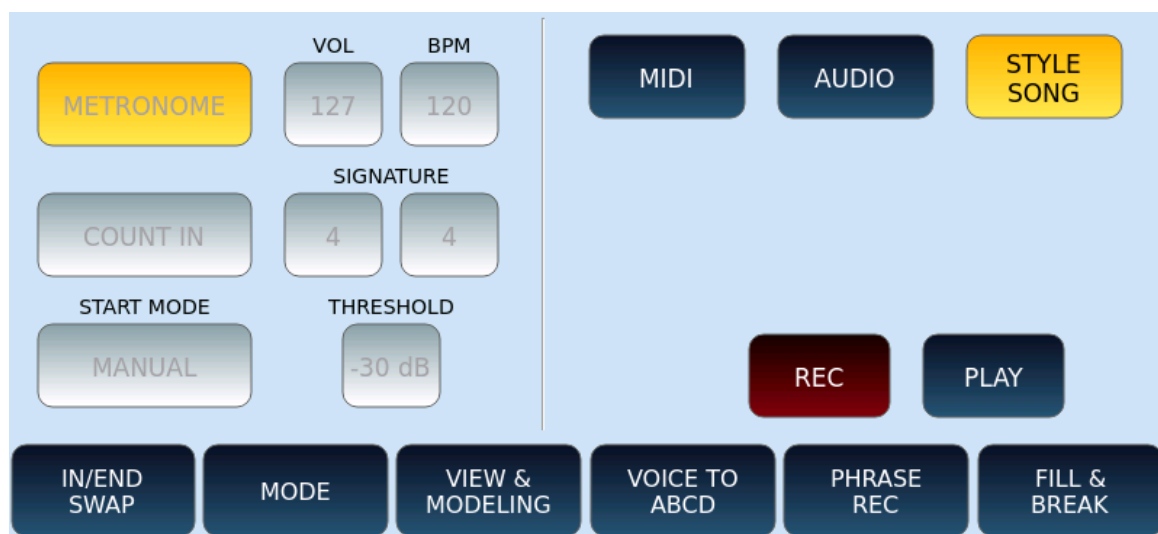 VOL
BPM
METRONOME
127
120
SIGNATURE
COUNT IN
4
4
START MODE
THRESHOLD
MANUAL
-30 dB
MIDI
AUDIO
STYLE
SONG
REC
PLAY
IN/END
SWAP
MODE
VIEW &
MODELING
VOICE TO
ABCD
PHRASE
REC
FILL &
BREAK